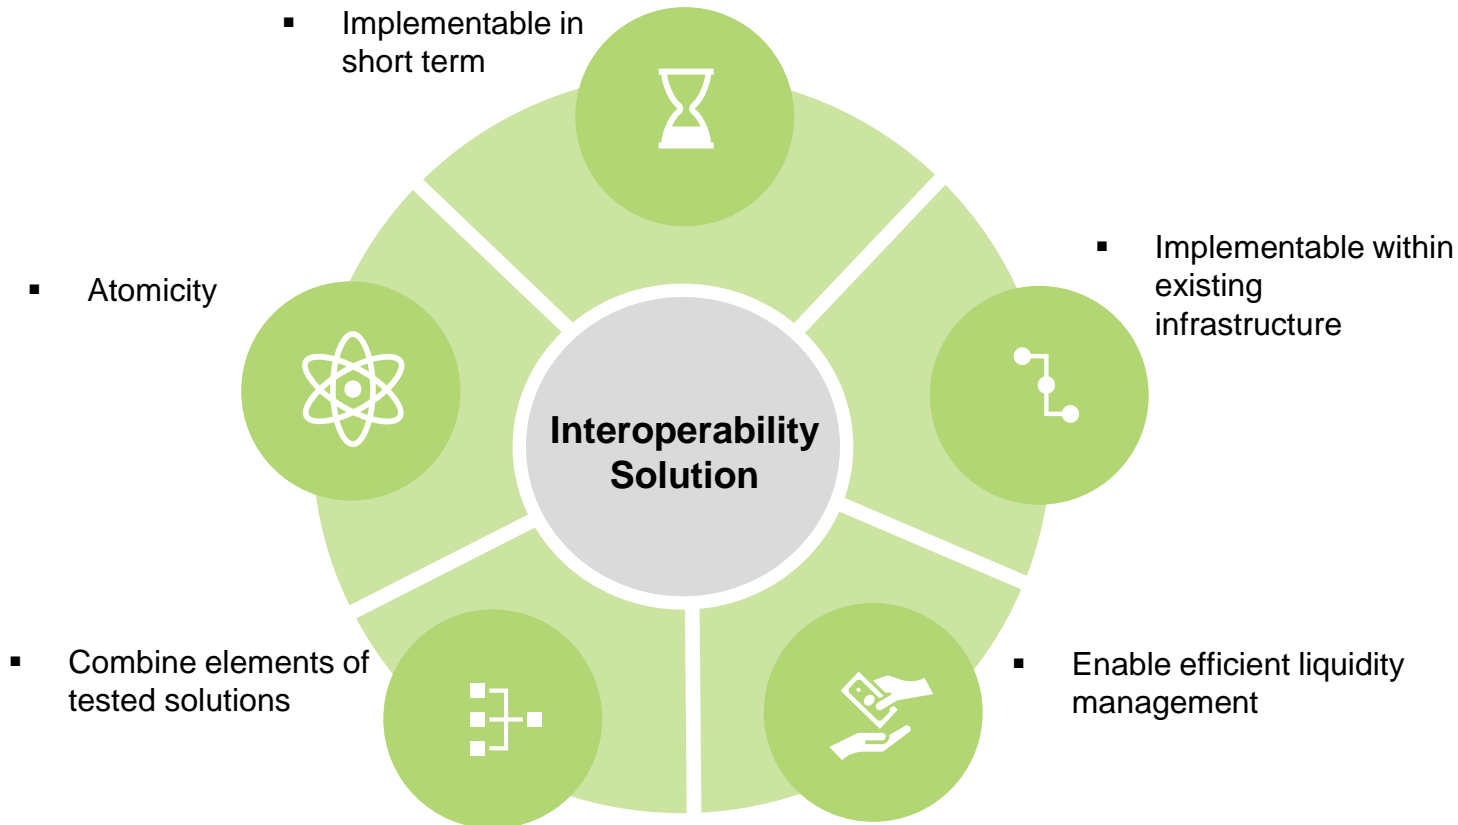 ▪ Implementable in
short term
▪ Implementable within
existing
infrastructure
▪ Atomicity
Interoperability
Solution
▪ Combine elements of
tested solutions
▪ Enable efficient liquidity
management